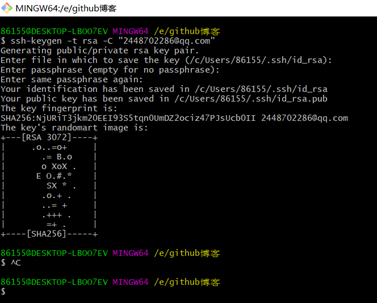 MINGW64:/e/github博客
86155@DESKTOP-LBOO7EV MINGW64 /e/github博客
$ ssh-keygen -t rsa -C "2448702286@qq.com"
Generating public/private rsa key pair.
Enter file in which to save the key (/c/Users/86155/.ssh/id_rsa):
Enter passphrase (empty for no passphrase):
Enter same passphrase again:
Your identification has been saved in /c/Users/86155/.ssh/id_rsa
Your public key has been saved in /c/Users/86155/.ssh/id_rsa.pub
The key fingerprint is:
SHA256:NjURiT3jkm2OEEI93S5tqnOUmDZ2ociz47PJsUcbOII 2448702286@qq.com
The key's randomart image is:
+---[RSA 3072]----+
|     .o..=o+     |
|       .= B.o    |
|       o XoX .   |
|      E O.#.*    |
|        SX * .   |
|       .o.+ .    |
|       ..= +     |
|       .+++ .    |
|        =+ .     |
+----[SHA256]-----+
86155@DESKTOP-LBOO7EV MINGW64 /e/github博客
$ ^C
86155@DESKTOP-LBOO7EV MINGW64 /e/github博客
$